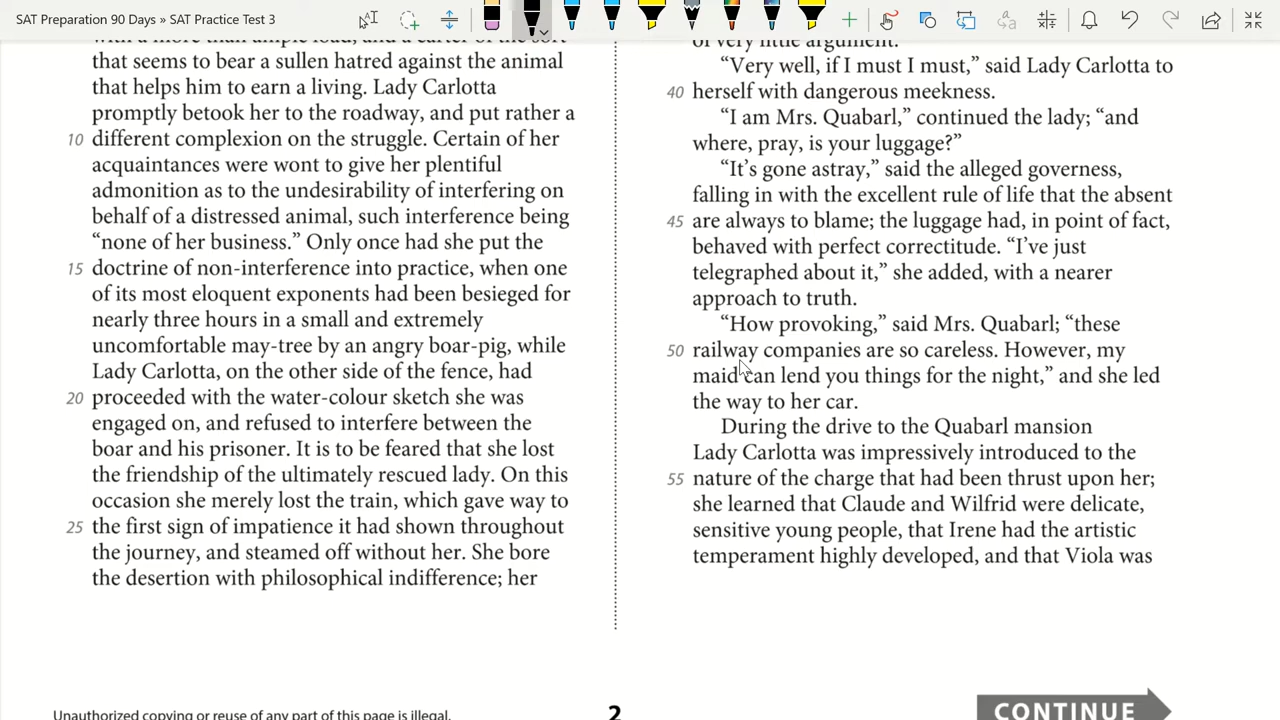 SAT Preparation 90 Days » SAT Practice Test 3
with a more than ample load, and a carter of the sort
that seems to bear a sullen hatred against the animal
that helps him to earn a living. Lady Carlotta
promptly betook her to the roadway, and put rather a
10 different complexion on the struggle. Certain of her
acquaintances were wont to give her plentiful
admonition as to the undesirability of interfering on
behalf of a distressed animal, such interference being
“none of her business.” Only once had she put the
15 doctrine of non-interference into practice, when one
of its most eloquent exponents had been besieged for
nearly three hours in a small and extremely
uncomfortable may-tree by an angry boar-pig, while
Lady Carlotta, on the other side of the fence, had
20 proceeded with the water-colour sketch she was
engaged on, and refused to interfere between the
boar and his prisoner. It is to be feared that she lost
the friendship of the ultimately rescued lady. On this
occasion she merely lost the train, which gave way to
25 the first sign of impatience it had shown throughout
the journey, and steamed off without her. She bore
the desertion with philosophical indifference; her
of very little argument.
“Very well, if I must I must,” said Lady Carlotta to
40 herself with dangerous meekness.
“I am Mrs. Quabarl,” continued the lady; “and
where, pray, is your luggage?”
“It’s gone astray,” said the alleged governess,
falling in with the excellent rule of life that the absent
45 are always to blame; the luggage had, in point of fact,
behaved with perfect correctitude. “I’ve just
telegraphed about it,” she added, with a nearer
approach to truth.
“How provoking,” said Mrs. Quabarl; “these
50 railway companies are so careless. However, my
maid can lend you things for the night,” and she led
the way to her car.
During the drive to the Quabarl mansion
Lady Carlotta was impressively introduced to the
55 nature of the charge that had been thrust upon her;
she learned that Claude and Wilfrid were delicate,
sensitive young people, that Irene had the artistic
temperament highly developed, and that Viola was
Unauthorized copying or reuse of any part of this page is illegal.
2
CONTINUE